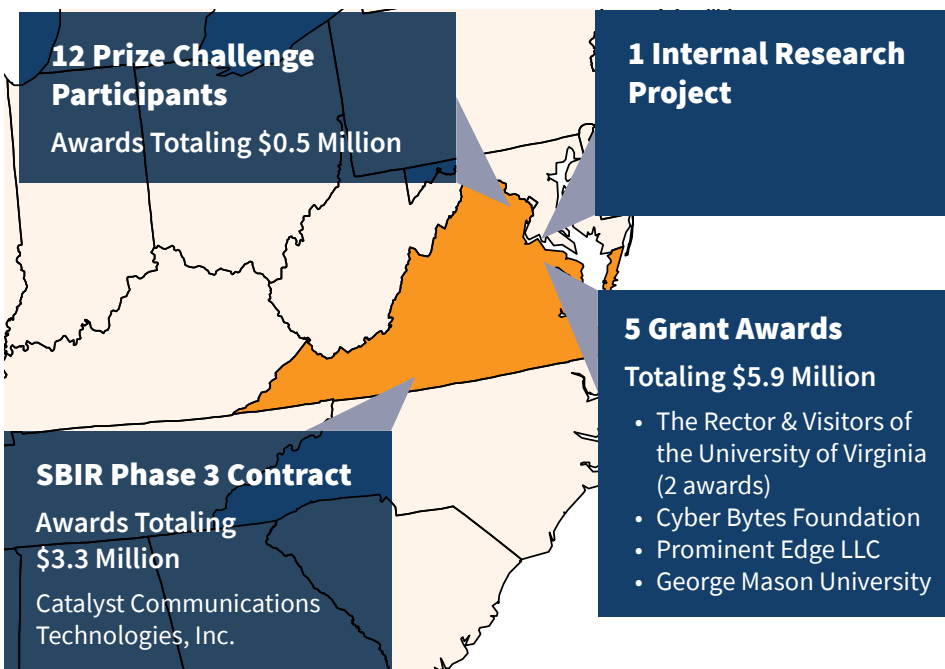 12 Prize Challenge
Participants
Awards Totaling $0.5 Million
1 Internal Research
Project
5 Grant Awards
Totaling $5.9 Million
• The Rector & Visitors of
the University of Virginia
(2 awards)
• Cyber Bytes Foundation
• Prominent Edge LLC
• George Mason University
SBIR Phase 3 Contract
Awards Totaling
$3.3 Million
Catalyst Communications
Technologies, Inc.